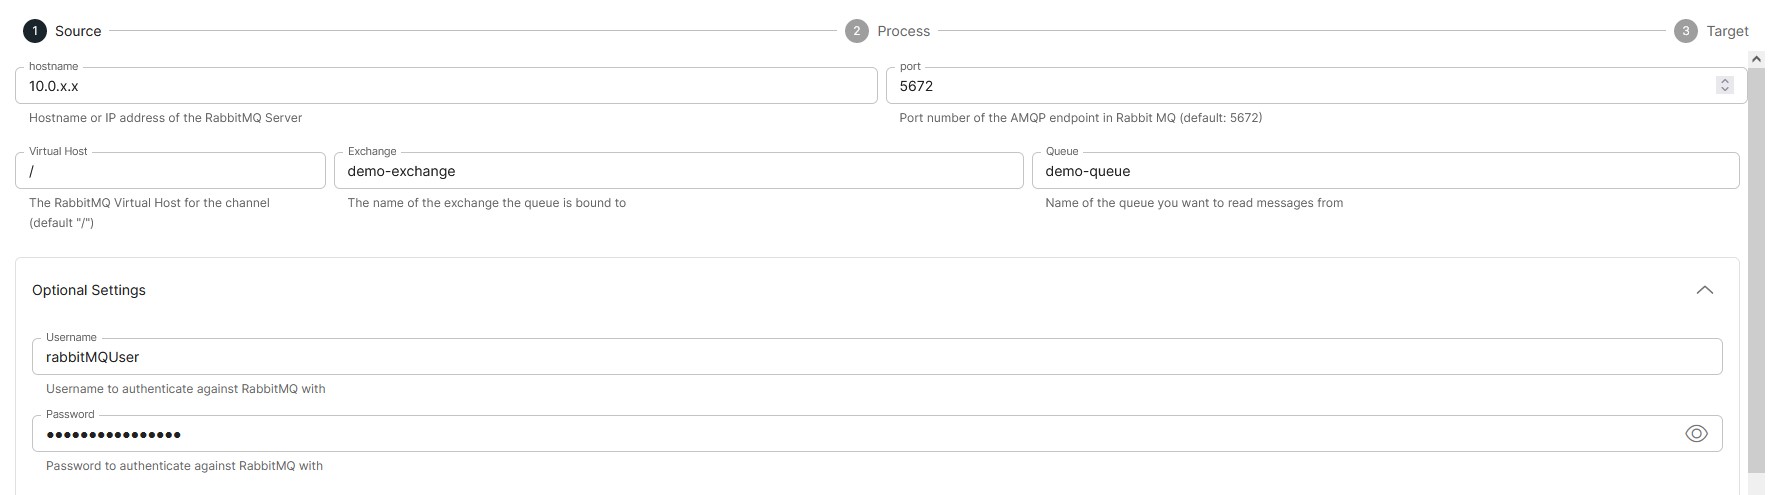 1 Source 2 Process 3 Target
hostname port
10.0.x.x 5672
Hostname or IP address of the RabbitMQ Server Port number of the AMQP endpoint in Rabbit MQ (default: 5672)
Virtual Host Exchange Queue
/ demo-exchange demo-queue
The RabbitMQ Virtual Host for the channel The name of the exchange the queue is bound to Name of the queue you want to read messages from
(default "/")
Optional Settings
Username
rabbitMQUser
Username to authenticate against RabbitMQ with
Password
••••••••••••••••
Password to authenticate against RabbitMQ with